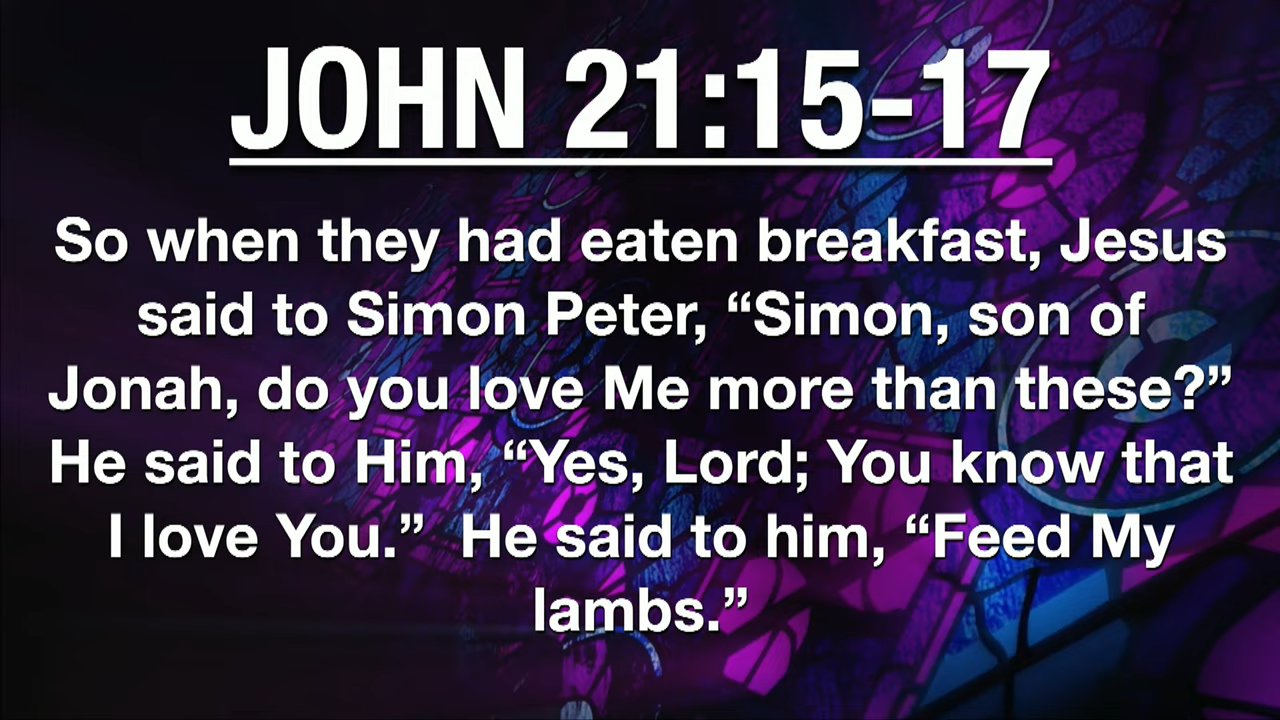 JOHN 21:15-17
So when they had eaten breakfast, Jesus
said to Simon Peter, “Simon, son of
Jonah, do you love Me more than these?”
He said to Him, “Yes, Lord; You know that
I love You.”  He said to him, “Feed My
lambs.”